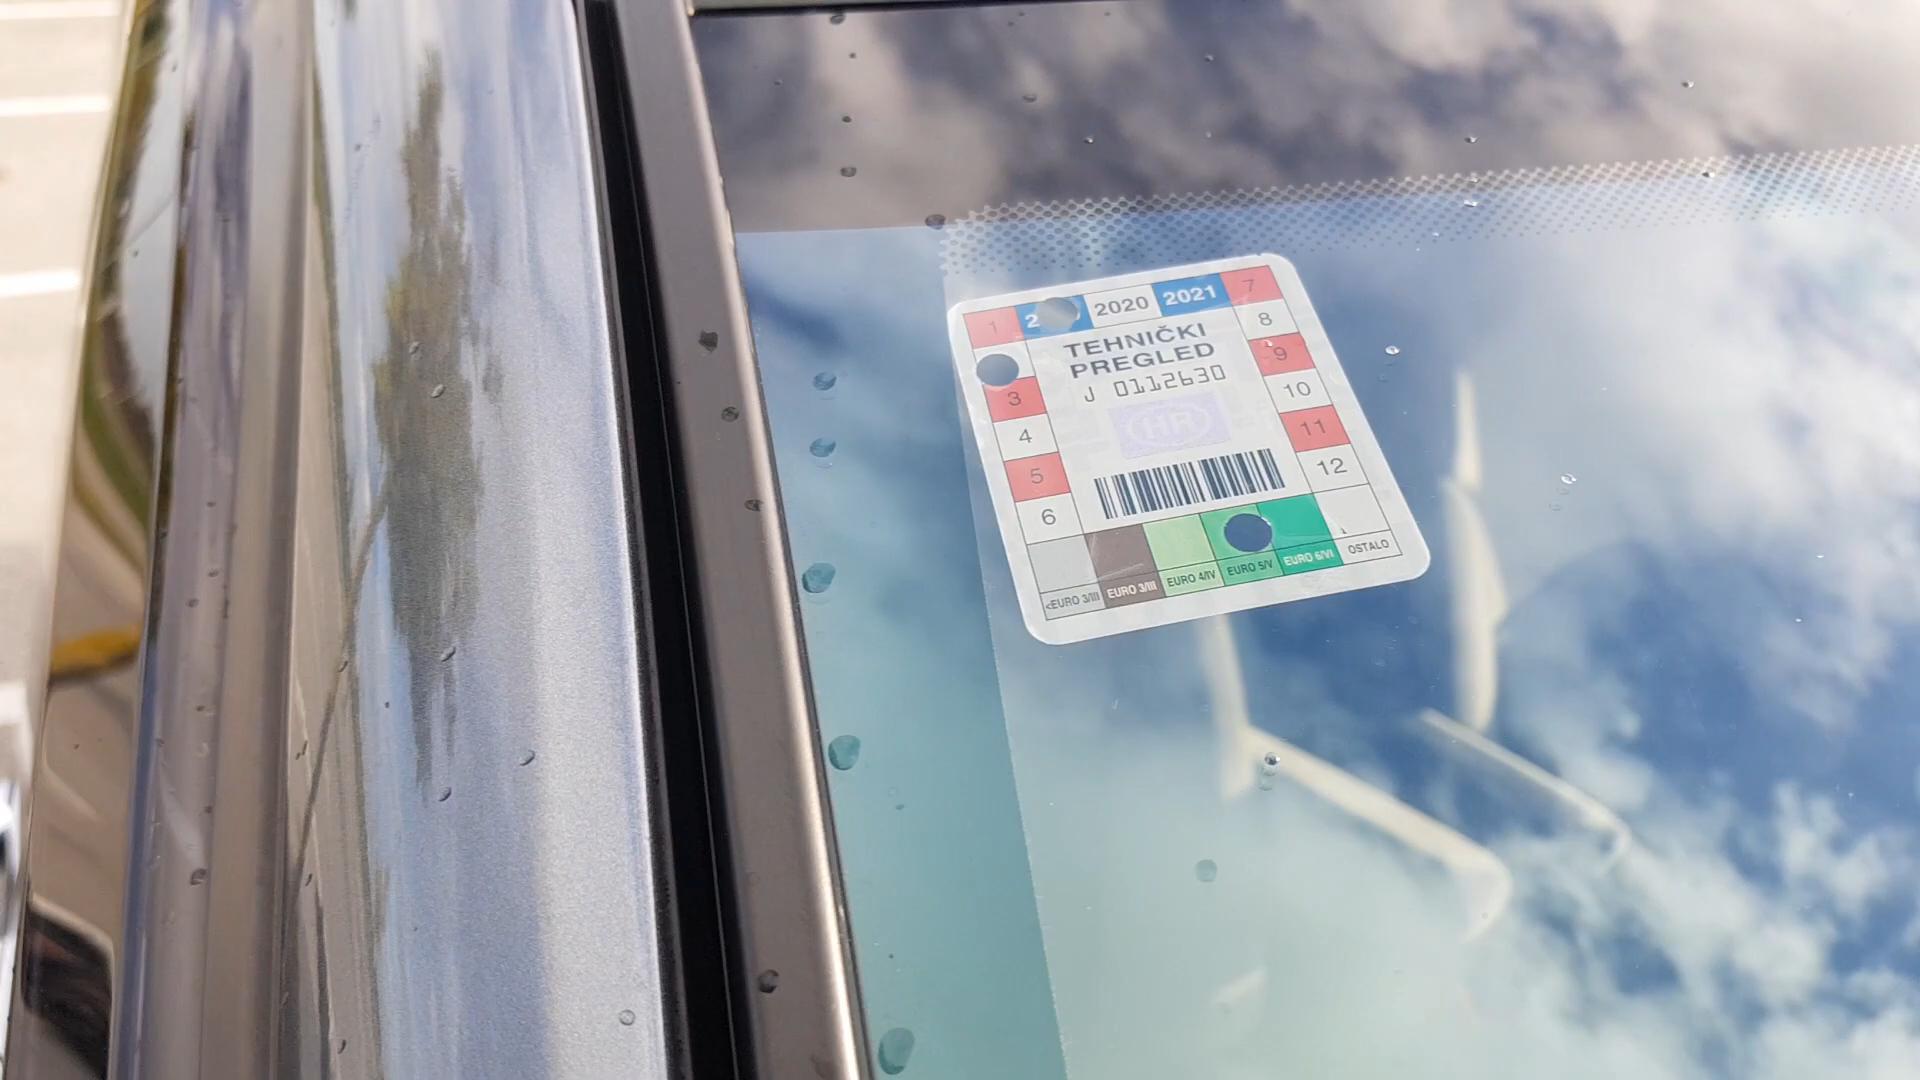 1 2020 2021 7
TEHNIČKI
PREGLED
J 0112630
HR
8
3 9
4 10
5 11
6 12
<EURO 3/III EURO 3/III EURO 4/IV EURO 5/V EURO 6/VI OSTALO